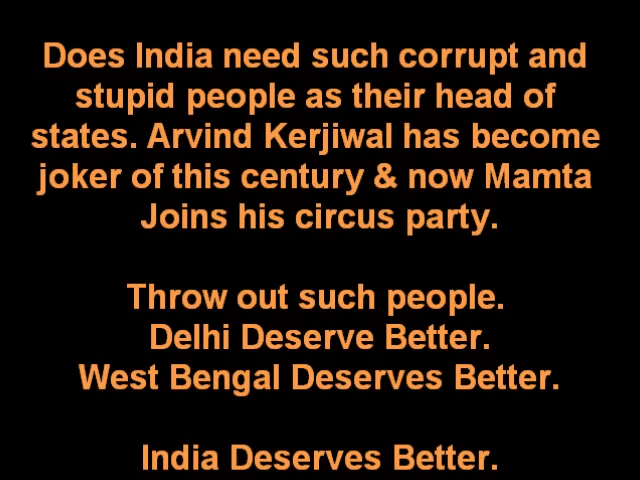 Does India need such corrupt and
stupid people as their head of
states. Arvind Kerjiwal has become
joker of this century & now Mamta
Joins his circus party.
Throw out such people.
Delhi Deserve Better.
West Bengal Deserves Better.
India Deserves Better.